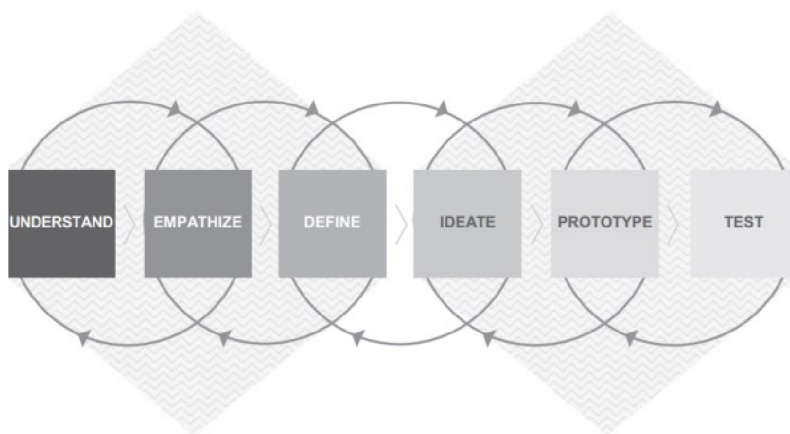 UNDERSTAND
EMPATHIZE
DEFINE
IDEATE
PROTOTYPE
TEST